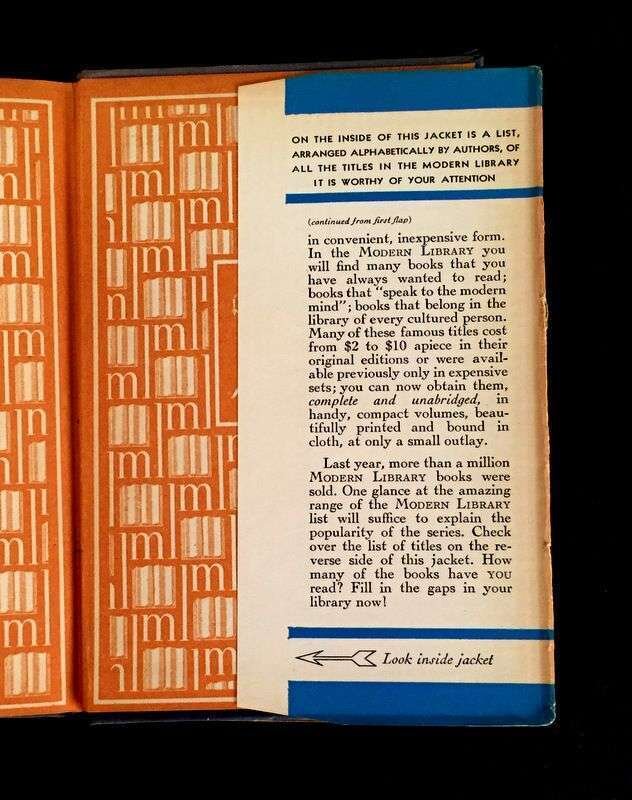 ON THE INSIDE OF THIS JACKET IS A LIST,
ARRANGED ALPHABETICALLY BY AUTHORS, OF
ALL THE TITLES IN THE MODERN LIBRARY
IT IS WORTHY OF YOUR ATTENTION
(continued from first flap)
in convenient, inexpensive form.
In the MODERN LIBRARY you
will find many books that you
have always wanted to read;
books that "speak to the modern
mind"; books that belong in the
library of every cultured person.
Many of these famous titles cost
from $2 to $10 apiece in their
original editions or were avail-
able previously only in expensive
sets; you can now obtain them,
complete and unabridged, in
handy, compact volumes, beau-
tifully printed and bound in
cloth, at only a small outlay.
Last year, more than a million
MODERN LIBRARY books were
sold. One glance at the amazing
range of the MODERN LIBRARY
list will suffice to explain the
popularity of the series. Check
over the list of titles on the re-
verse side of this jacket. How
many of the books have YOU
read? Fill in the gaps in your
library now!
Look inside jacket